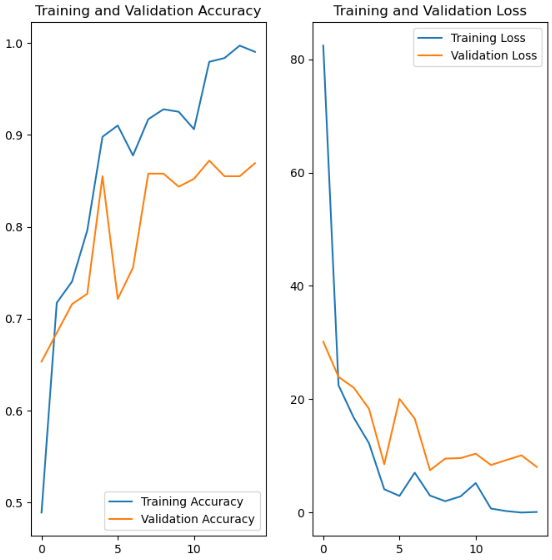 Training and Validation Accuracy
1.0
0.9
0.8
0.7
0.6
0.5
0
5
10
Training Accuracy
Validation Accuracy
Training and Validation Loss
80
60
40
20
0
0
5
10
Training Loss
Validation Loss